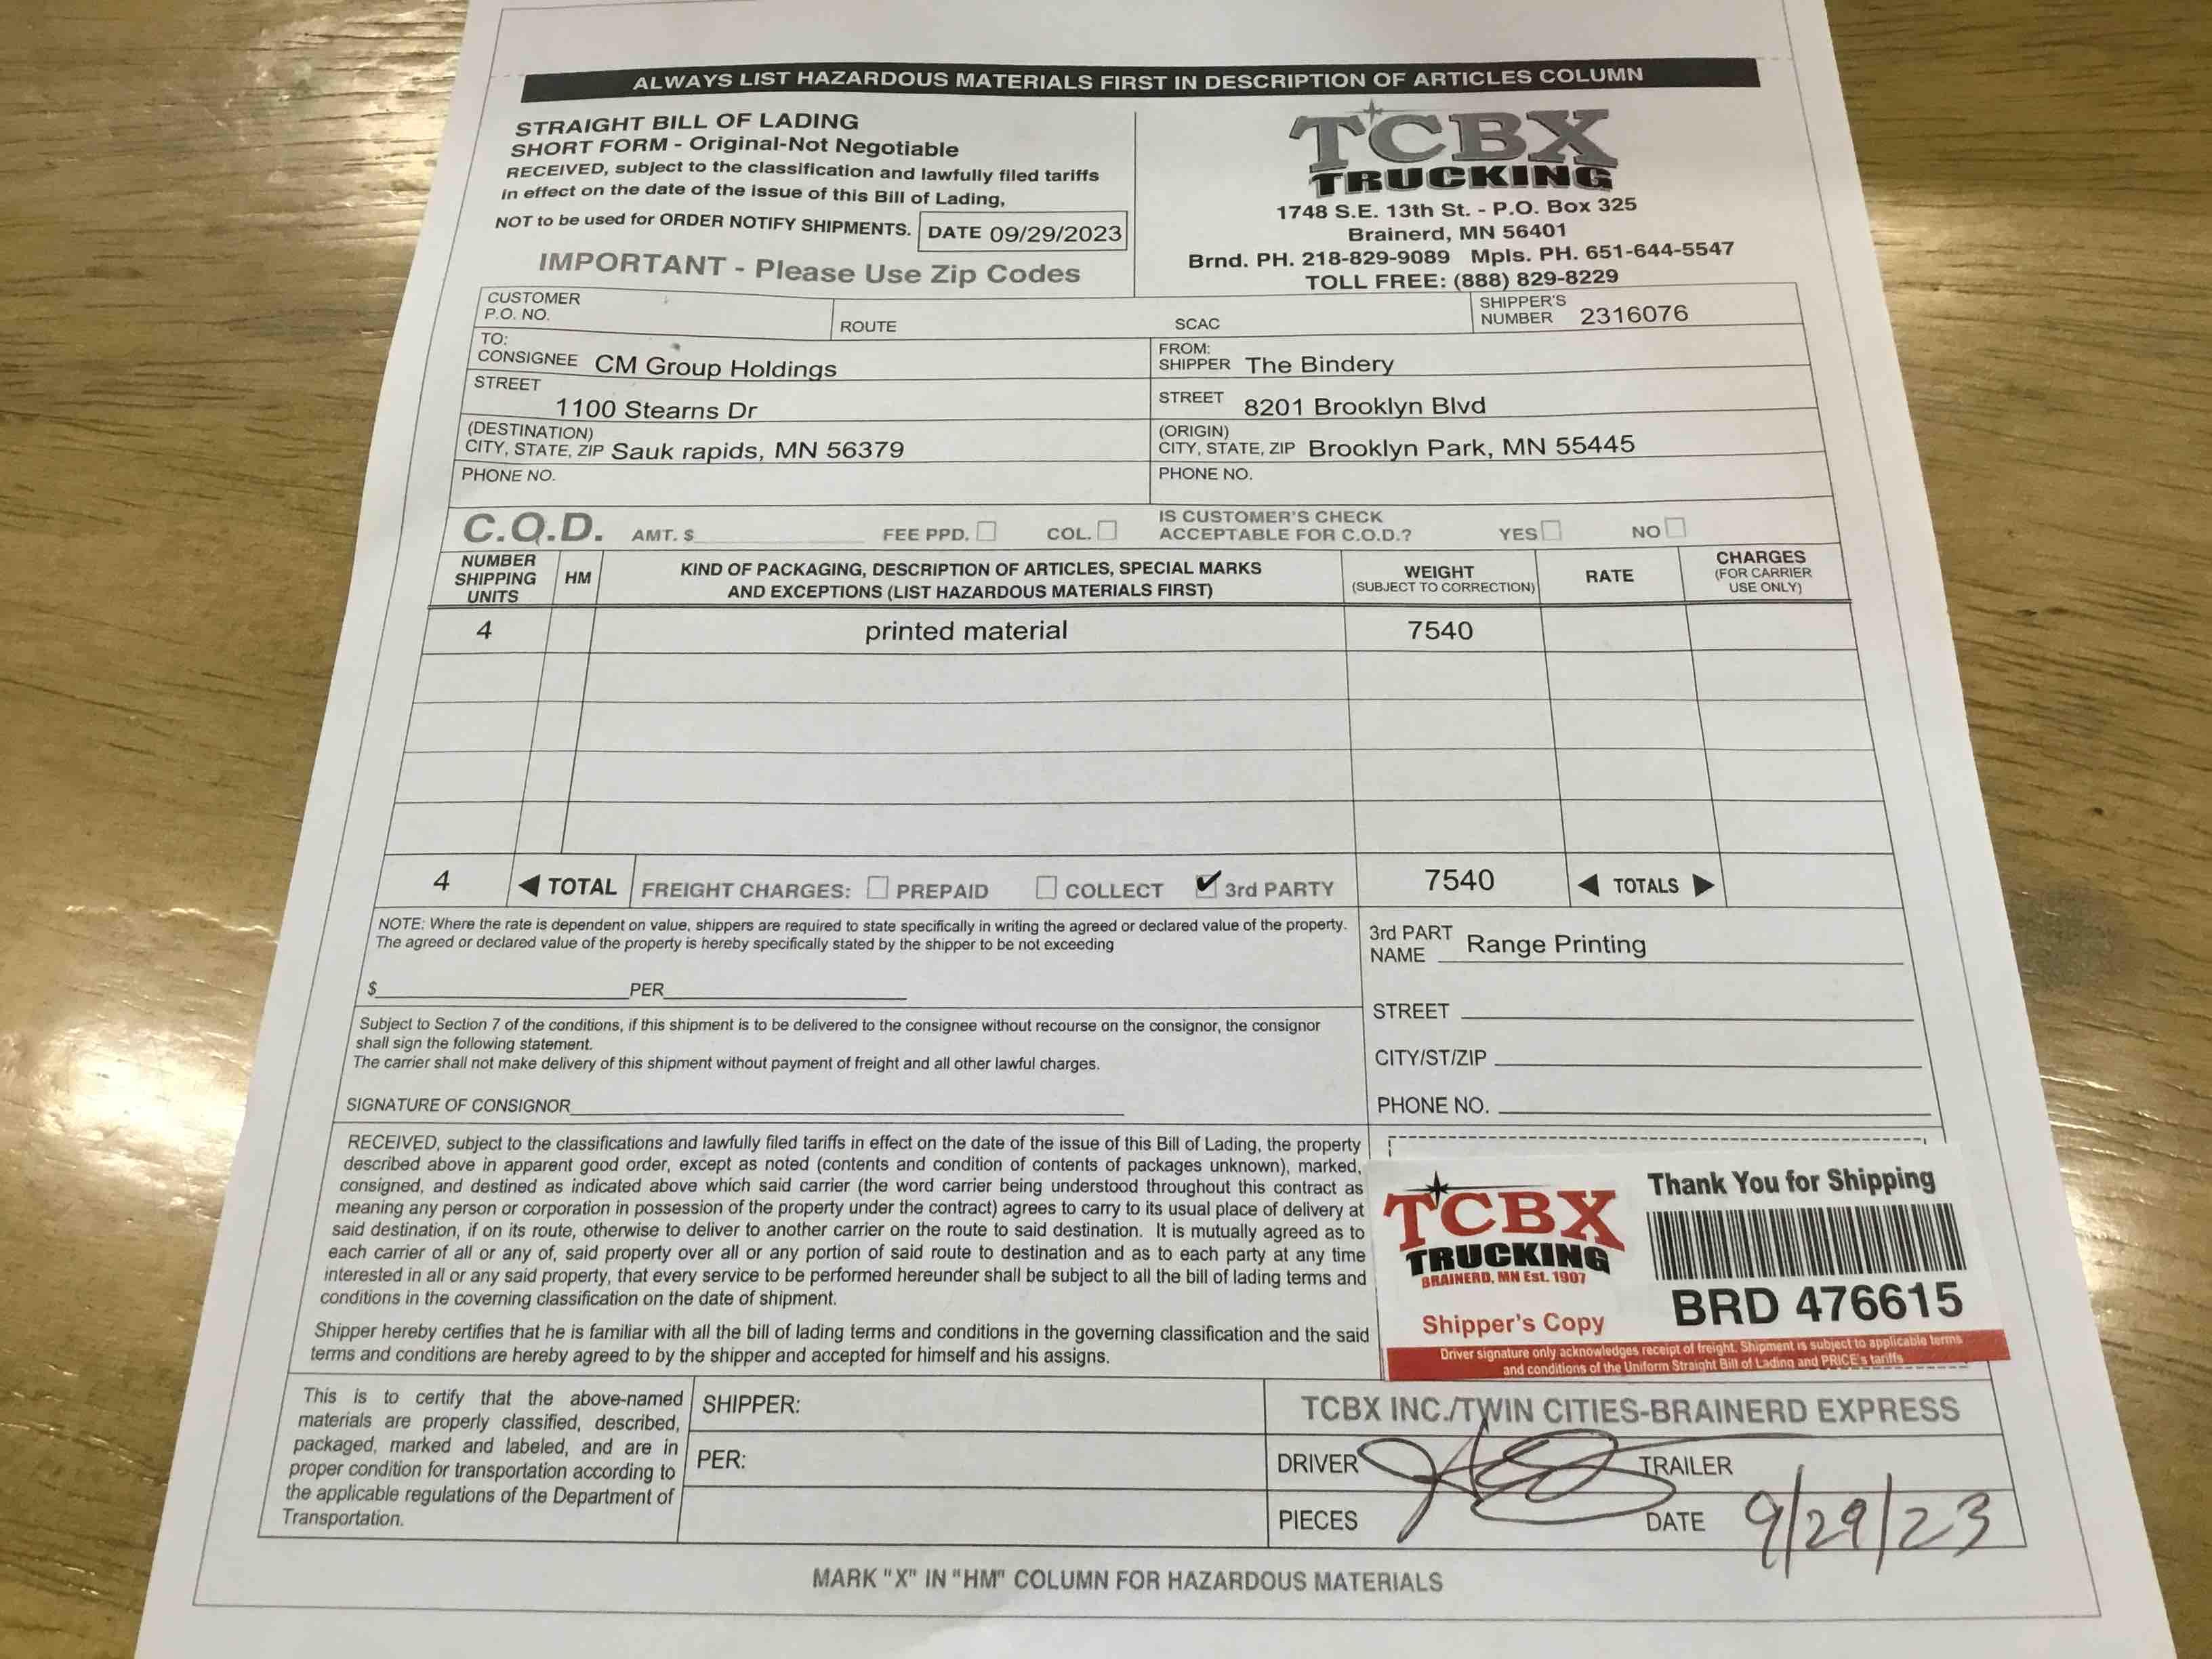 ALWAYS LIST HAZARDOUS MATERIALS FIRST IN DESCRIPTION OF ARTICLES COLUMN
STRAIGHT BILL OF LADING
SHORT FORM - Original-Not Negotiable
RECEIVED, subject to the classification and lawfully filed tariffs
in effect on the date of the issue of this Bill of Lading,
NOT to be used for ORDER NOTIFY SHIPMENTS.
DATE 09/29/2023
IMPORTANT - Please Use Zip Codes
TCBX
TRUCKING
1748 S.E. 13th St. - P.O. Box 325
Brainerd, MN 56401
Brnd. PH. 218-829-9089 Mpls. PH. 651-644-5547
TOLL FREE: (888) 829-8229
CUSTOMER
P.O. NO.
ROUTE
SCAC
SHIPPER'S
NUMBER 2316076
TO:
CONSIGNEE CM Group Holdings
STREET
1100 Stearns Dr
(DESTINATION)
CITY, STATE, ZIP Sauk rapids, MN 56379
PHONE NO.
FROM:
SHIPPER The Bindery
STREET 8201 Brooklyn Blvd
(ORIGIN)
CITY, STATE, ZIP Brooklyn Park, MN 55445
PHONE NO.
C.O.D. AMT. $ FEE PPD. COL.
IS CUSTOMER'S CHECK
ACCEPTABLE FOR C.O.D.? YES NO
NUMBER
SHIPPING
UNITS
HM
KIND OF PACKAGING, DESCRIPTION OF ARTICLES, SPECIAL MARKS
AND EXCEPTIONS (LIST HAZARDOUS MATERIALS FIRST)
WEIGHT
(SUBJECT TO CORRECTION)
RATE
CHARGES
(FOR CARRIER
USE ONLY)
4 printed material 7540
4 ◀ TOTAL FREIGHT CHARGES: ☐ PREPAID ☐ COLLECT ✔ 3rd PARTY 7540 ◀ TOTALS ▶
NOTE: Where the rate is dependent on value, shippers are required to state specifically in writing the agreed or declared value of the property.
The agreed or declared value of the property is hereby specifically stated by the shipper to be not exceeding
$ PER
3rd PART
NAME Range Printing
STREET
CITY/ST/ZIP
PHONE NO.
Subject to Section 7 of the conditions, if this shipment is to be delivered to the consignee without recourse on the consignor, the consignor
shall sign the following statement.
The carrier shall not make delivery of this shipment without payment of freight and all other lawful charges.
SIGNATURE OF CONSIGNOR
RECEIVED, subject to the classifications and lawfully filed tariffs in effect on the date of the issue of this Bill of Lading, the property
described above in apparent good order, except as noted (contents and condition of contents of packages unknown), marked,
consigned, and destined as indicated above which said carrier (the word carrier being understood throughout this contract as
meaning any person or corporation in possession of the property under the contract) agrees to carry to its usual place of delivery at
said destination, if on its route, otherwise to deliver to another carrier on the route to said destination. It is mutually agreed as to
each carrier of all or any of, said property over all or any portion of said route to destination and as to each party at any time
interested in all or any said property, that every service to be performed hereunder shall be subject to all the bill of lading terms and
conditions in the coverning classification on the date of shipment.
Shipper hereby certifies that he is familiar with all the bill of lading terms and conditions in the governing classification and the said
terms and conditions are hereby agreed to by the shipper and accepted for himself and his assigns.
TCBX
TRUCKING
BRAINERD, MN Est. 1907
Shipper's Copy
Thank You for Shipping
BRD 476615
Driver signature only acknowledges receipt of freight. Shipment is subject to applicable terms
and conditions of the Uniform Straight Bill of Lading and PRICE's tariffs
This is to certify that the above-named
materials are properly classified, described,
packaged, marked and labeled, and are in
proper condition for transportation according to
the applicable regulations of the Department of
Transportation.
SHIPPER:
PER:
TCBX INC./TWIN CITIES-BRAINERD EXPRESS
DRIVER TRAILER
PIECES DATE 9/29/23
MARK "X" IN "HM" COLUMN FOR HAZARDOUS MATERIALS